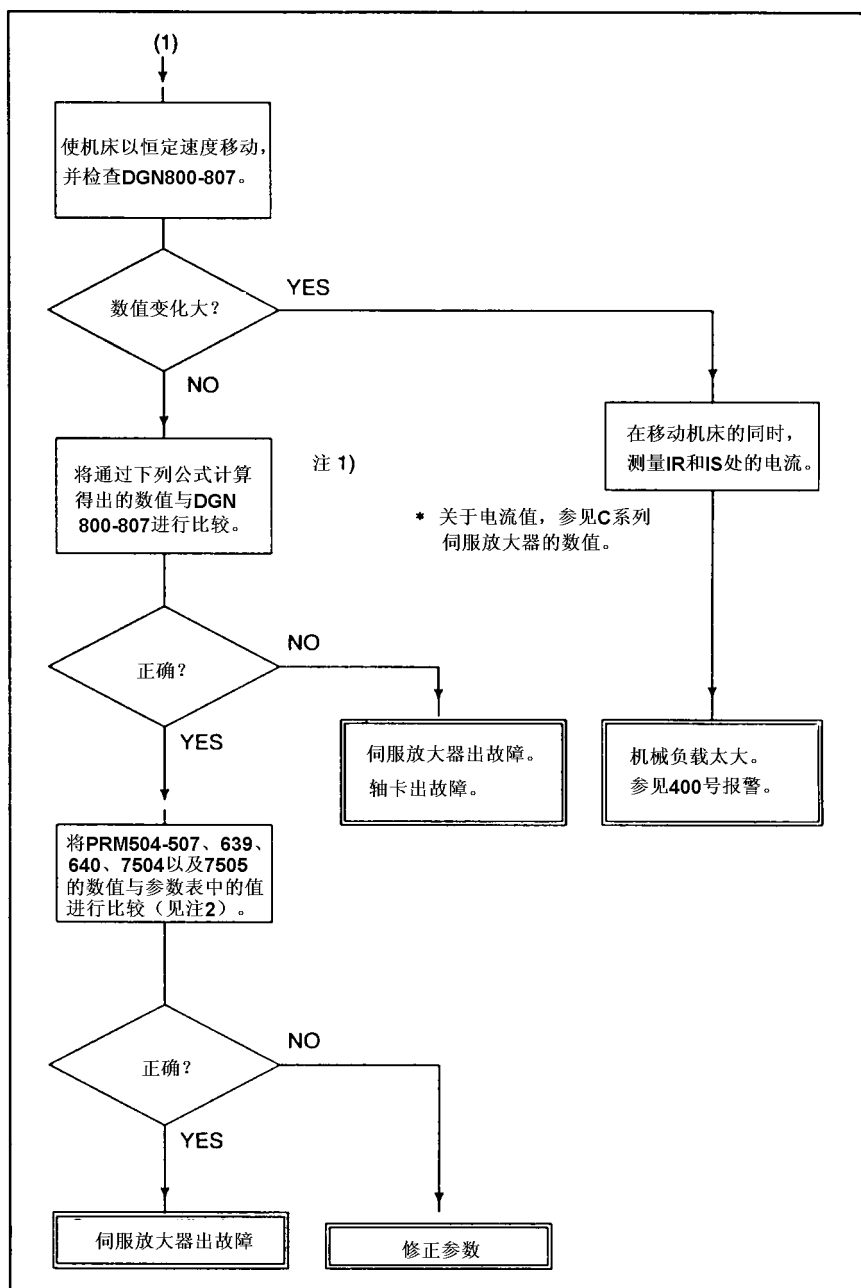 (1)
使机床以恒定速度移动，
并检查DGN800-807。
数值变化大？
YES
NO
将通过下列公式计算
得出的数值与DGN
800-807进行比较。
注 1)
在移动机床的同时，
测量IR和IS处的电流。
* 关于电流值，参见C系列
伺服放大器的数值。
正确？
NO
YES
伺服放大器出故障。
轴卡出故障。
机械负载太大。
参见400号报警。
将PRM504-507、639、
640、7504以及7505
的数值与参数表中的值
进行比较（见注2）。
正确？
NO
YES
伺服放大器出故障
修正参数